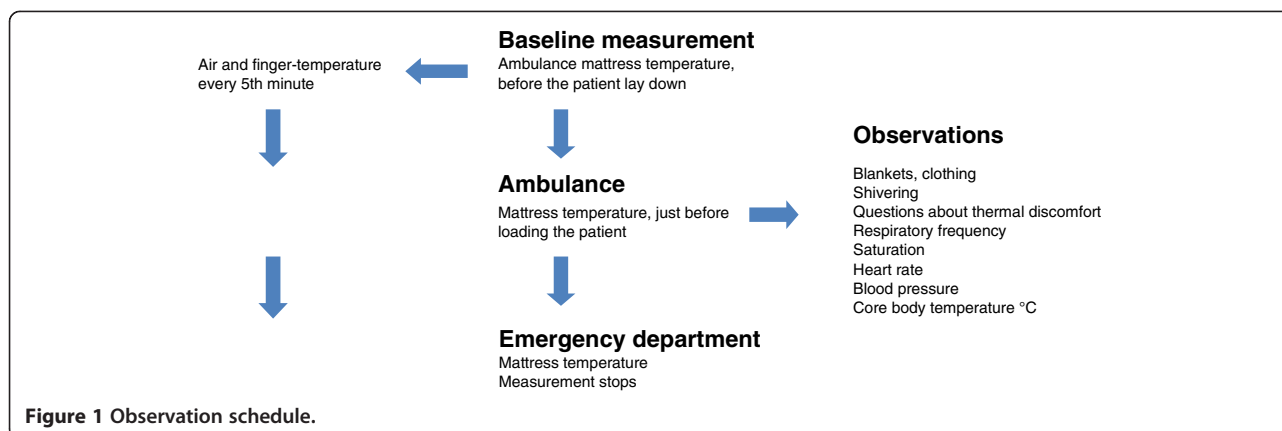 Baseline measurement
Ambulance mattress temperature,
before the patient lay down
Air and finger-temperature
every 5th minute
Ambulance
Mattress temperature, just before
loading the patient
Observations
Blankets, clothing
Shivering
Questions about thermal discomfort
Respiratory frequency
Saturation
Heart rate
Blood pressure
Core body temperature °C
Emergency department
Mattress temperature
Measurement stops
Figure 1 Observation schedule.